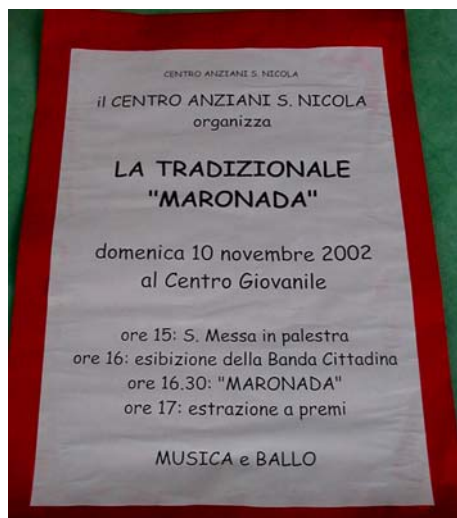 CENTRO ANZIANI S. NICOLA
il CENTRO ANZIANI S. NICOLA
organizza
LA TRADIZIONALE
"MARONADA"
domenica 10 novembre 2002
al Centro Giovanile
ore 15: S. Messa in palestra
ore 16: esibizione della Banda Cittadina
ore 16.30: "MARONADA"
ore 17: estrazione a premi
MUSICA e BALLO